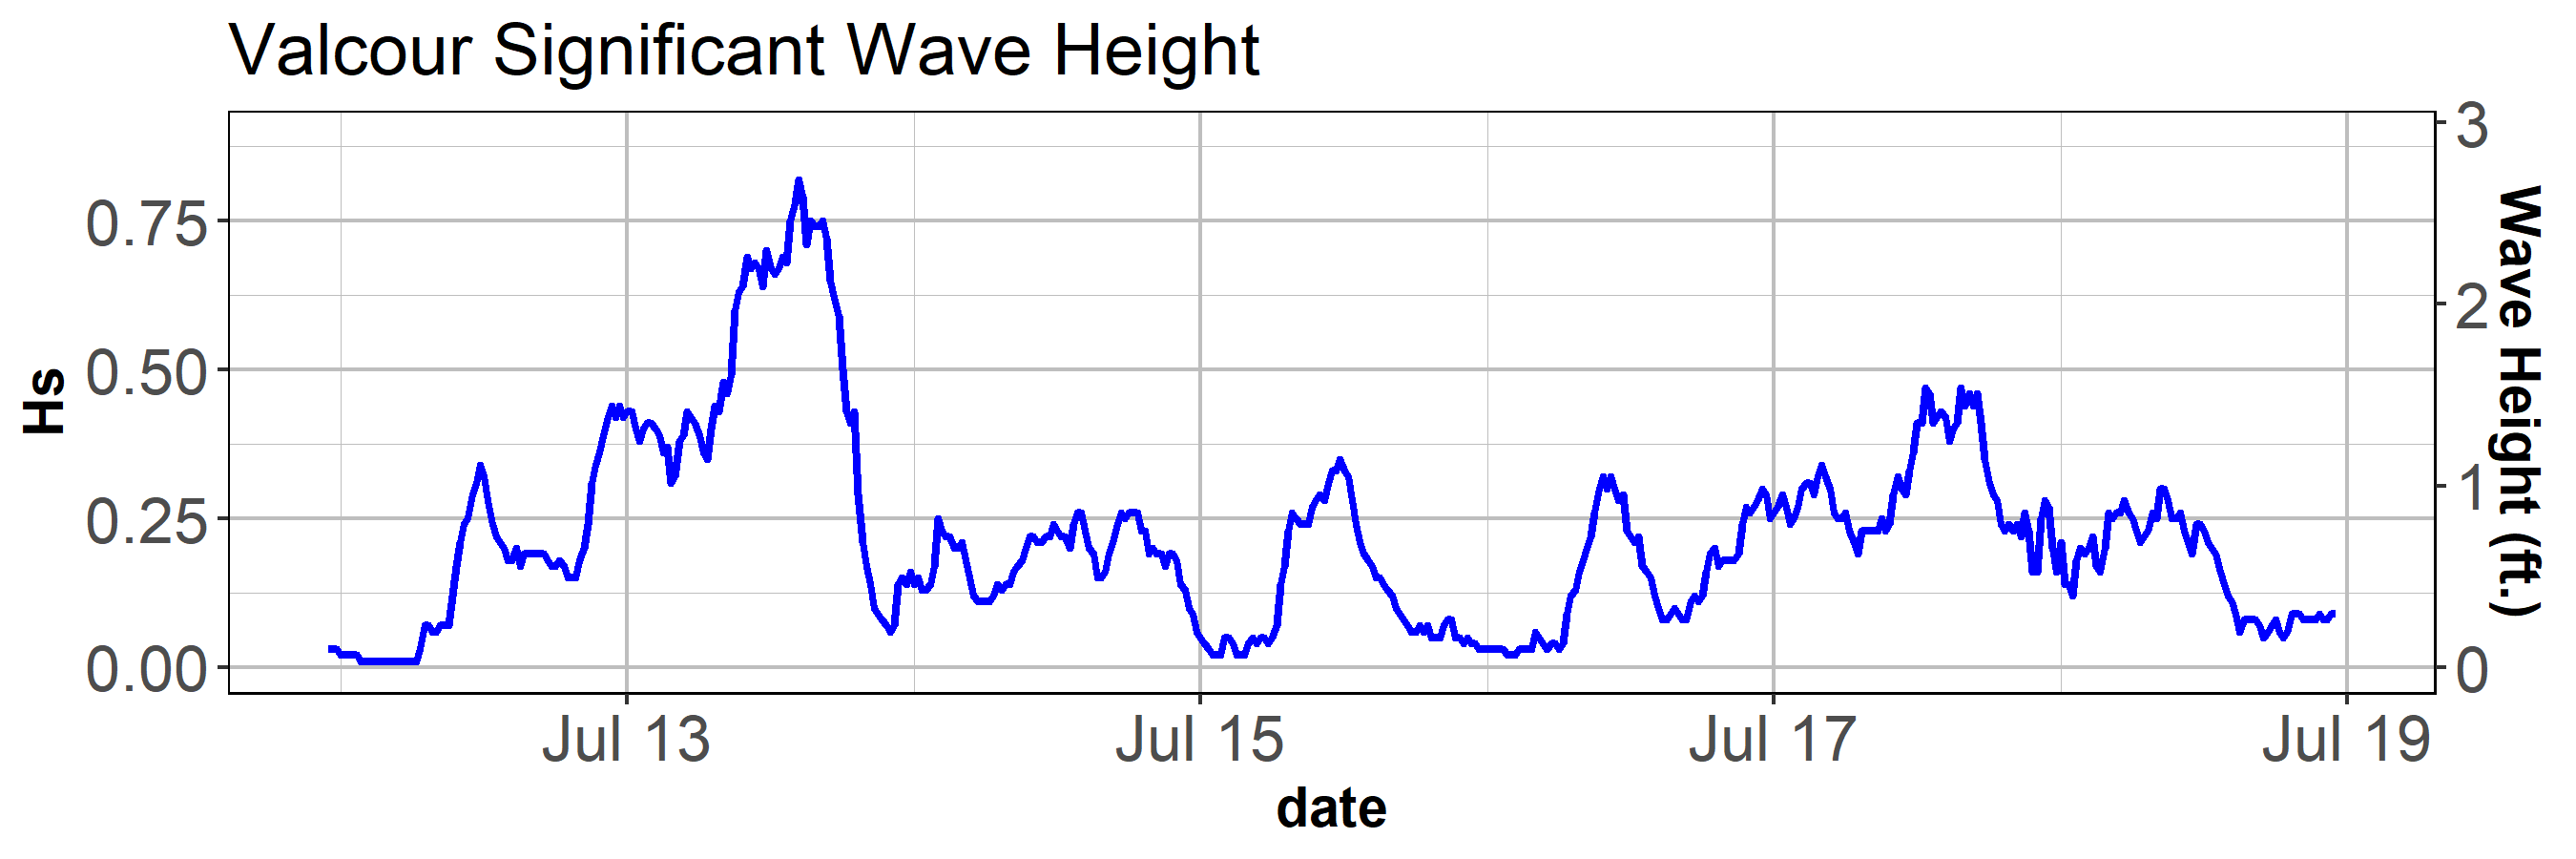 Valcour Significant Wave Height
Hs
0.75
0.50
0.25
0.00
3
2
1
0
Wave Height (ft.)
Jul 13
Jul 15
Jul 17
Jul 19
date